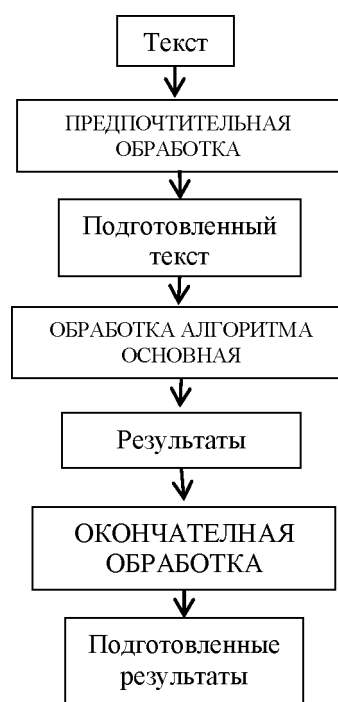 Текст
ПРЕДПОЧТИТЕЛЬНАЯ
ОБРАБОТКА
Подготовленный
текст
ОБРАБОТКА АЛГОРИТМА
ОСНОВНАЯ
Результаты
ОКОНЧАТЕЛНАЯ
ОБРАБОТКА
Подготовленные
результаты